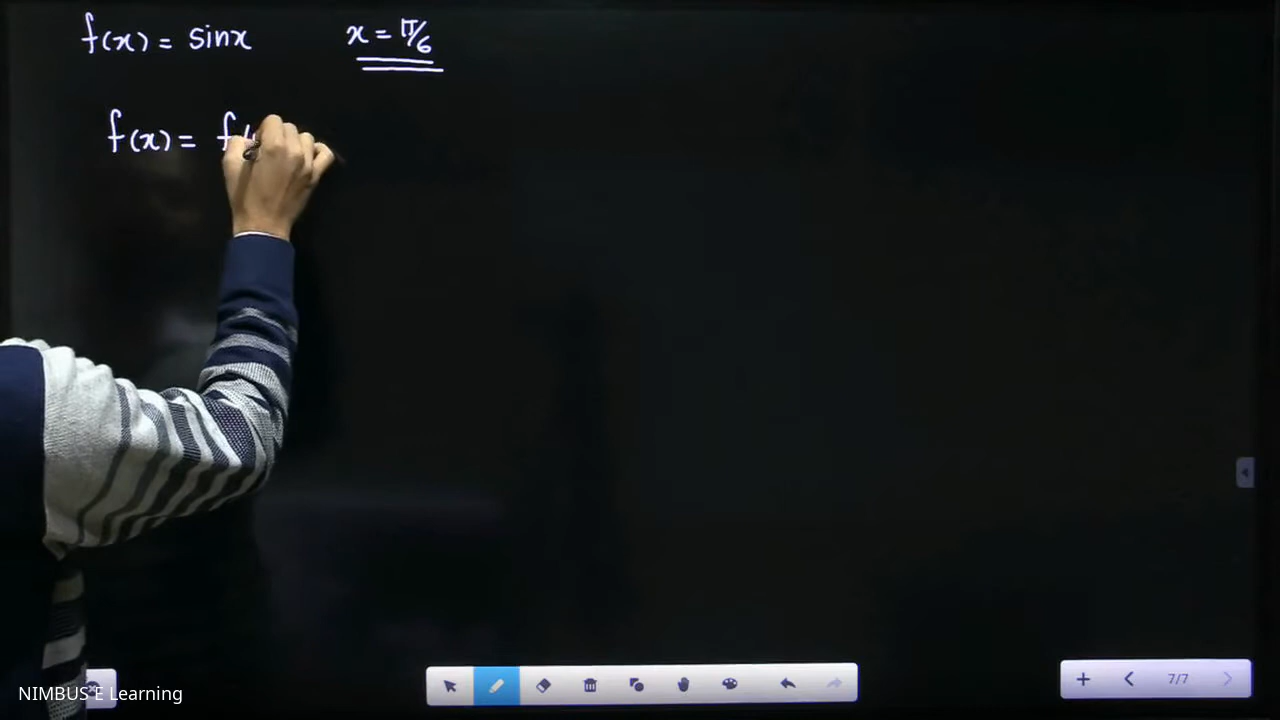 f(x) = sinx x = π/6
f(x) = f(
7/7
NIMBUS E Learning